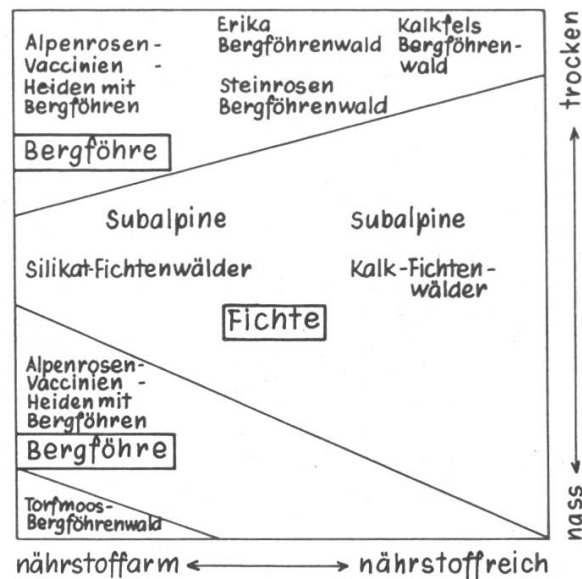 Alpenrosen-
Vaccinien -
Heiden mit
Bergföhren
Erika
Bergföhrenwald
Steinrosen
Bergföhrenwald
Kalkfels
Bergföhren-
wald
Bergföhre
Subalpine
Silikat-Fichtenwälder
Subalpine
Kalk-Fichten-
wälder
Fichte
Alpenrosen-
Vaccinien -
Heiden mit
Bergföhren
Bergföhre
Torfmoos-
Bergföhrenwald
trocken
nass
nährstoffarm
nährstoffreich